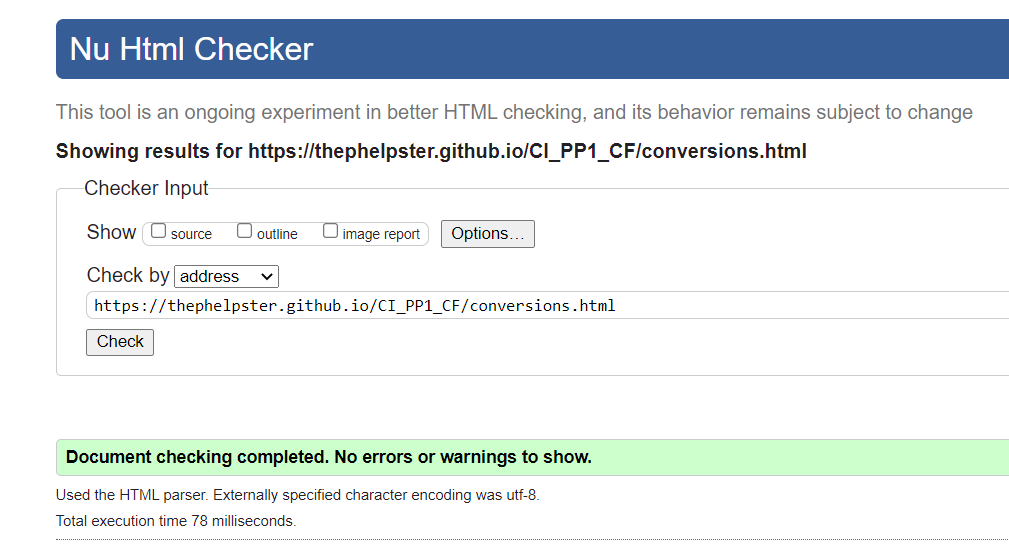 Nu Html Checker
This tool is an ongoing experiment in better HTML checking, and its behavior remains subject to change
Showing results for https://thephelpster.github.io/CI_PP1_CF/conversions.html
Checker Input
Show source outline image report Options...
Check by address
https://thephelpster.github.io/CI_PP1_CF/conversions.html
Check
Document checking completed. No errors or warnings to show.
Used the HTML parser. Externally specified character encoding was utf-8.
Total execution time 78 milliseconds.